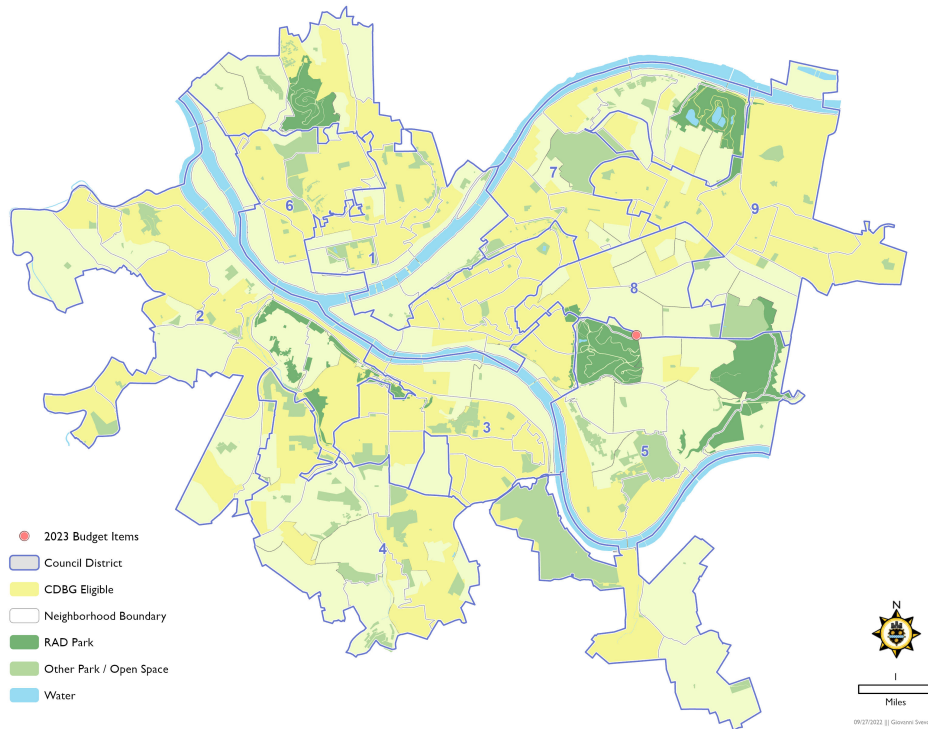 7
9
6
1
8
2
3
5
4
2023 Budget Items
Council District
CDBG Eligible
Neighborhood Boundary
RAD Park
Other Park / Open Space
Water
N
1
Miles
09/27/2022 || Giovanni